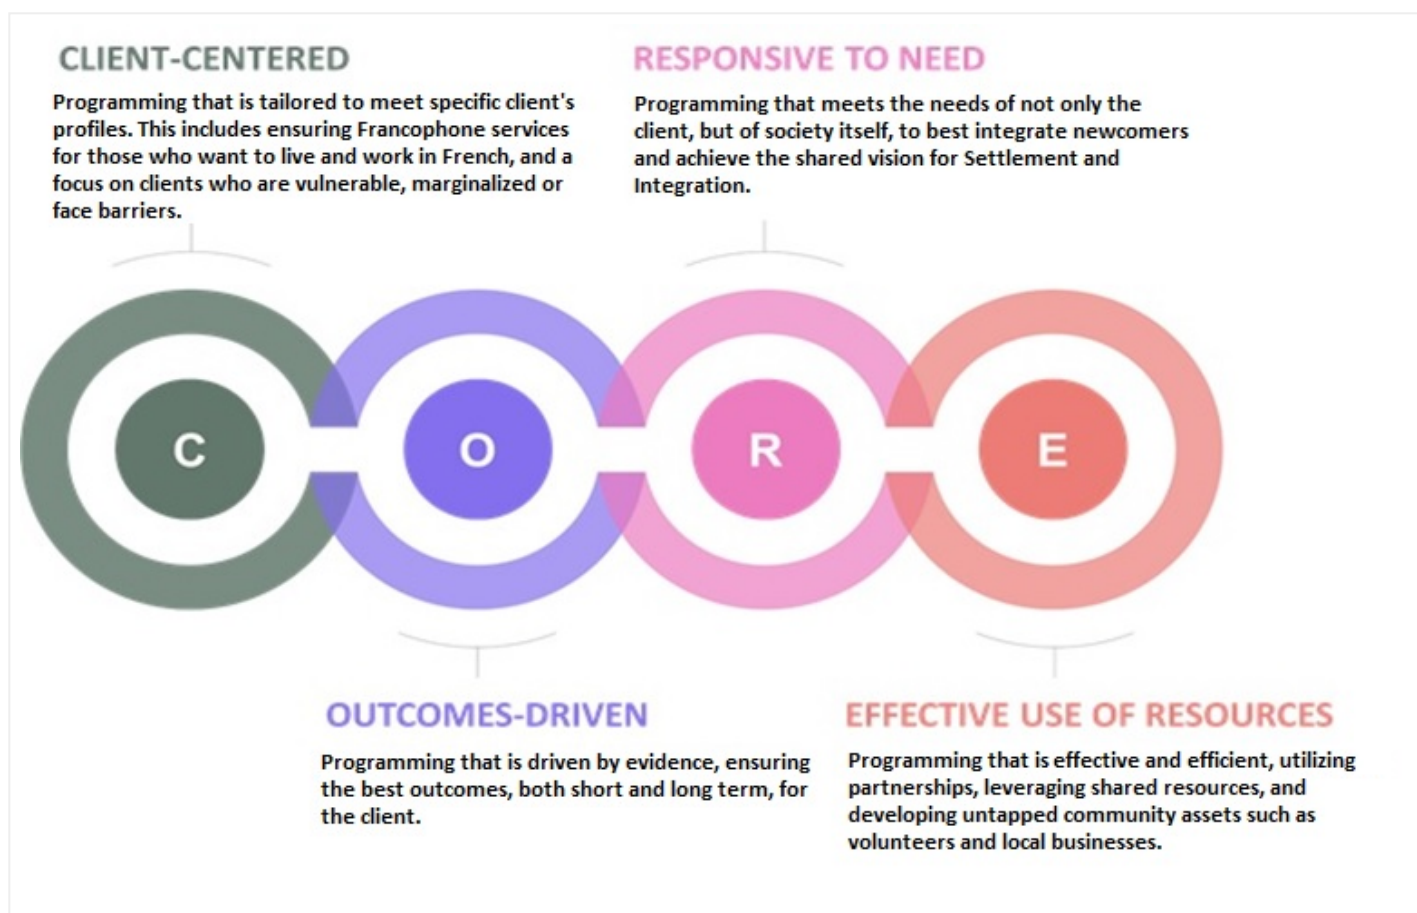 CLIENT-CENTERED
Programming that is tailored to meet specific client's
profiles. This includes ensuring Francophone services
for those who want to live and work in French, and a
focus on clients who are vulnerable, marginalized or
face barriers.
RESPONSIVE TO NEED
Programming that meets the needs of not only the
client, but of society itself, to best integrate newcomers
and achieve the shared vision for Settlement and
Integration.
C
O
R
E
OUTCOMES-DRIVEN
Programming that is driven by evidence, ensuring
the best outcomes, both short and long term, for
the client.
EFFECTIVE USE OF RESOURCES
Programming that is effective and efficient, utilizing
partnerships, leveraging shared resources, and
developing untapped community assets such as
volunteers and local businesses.